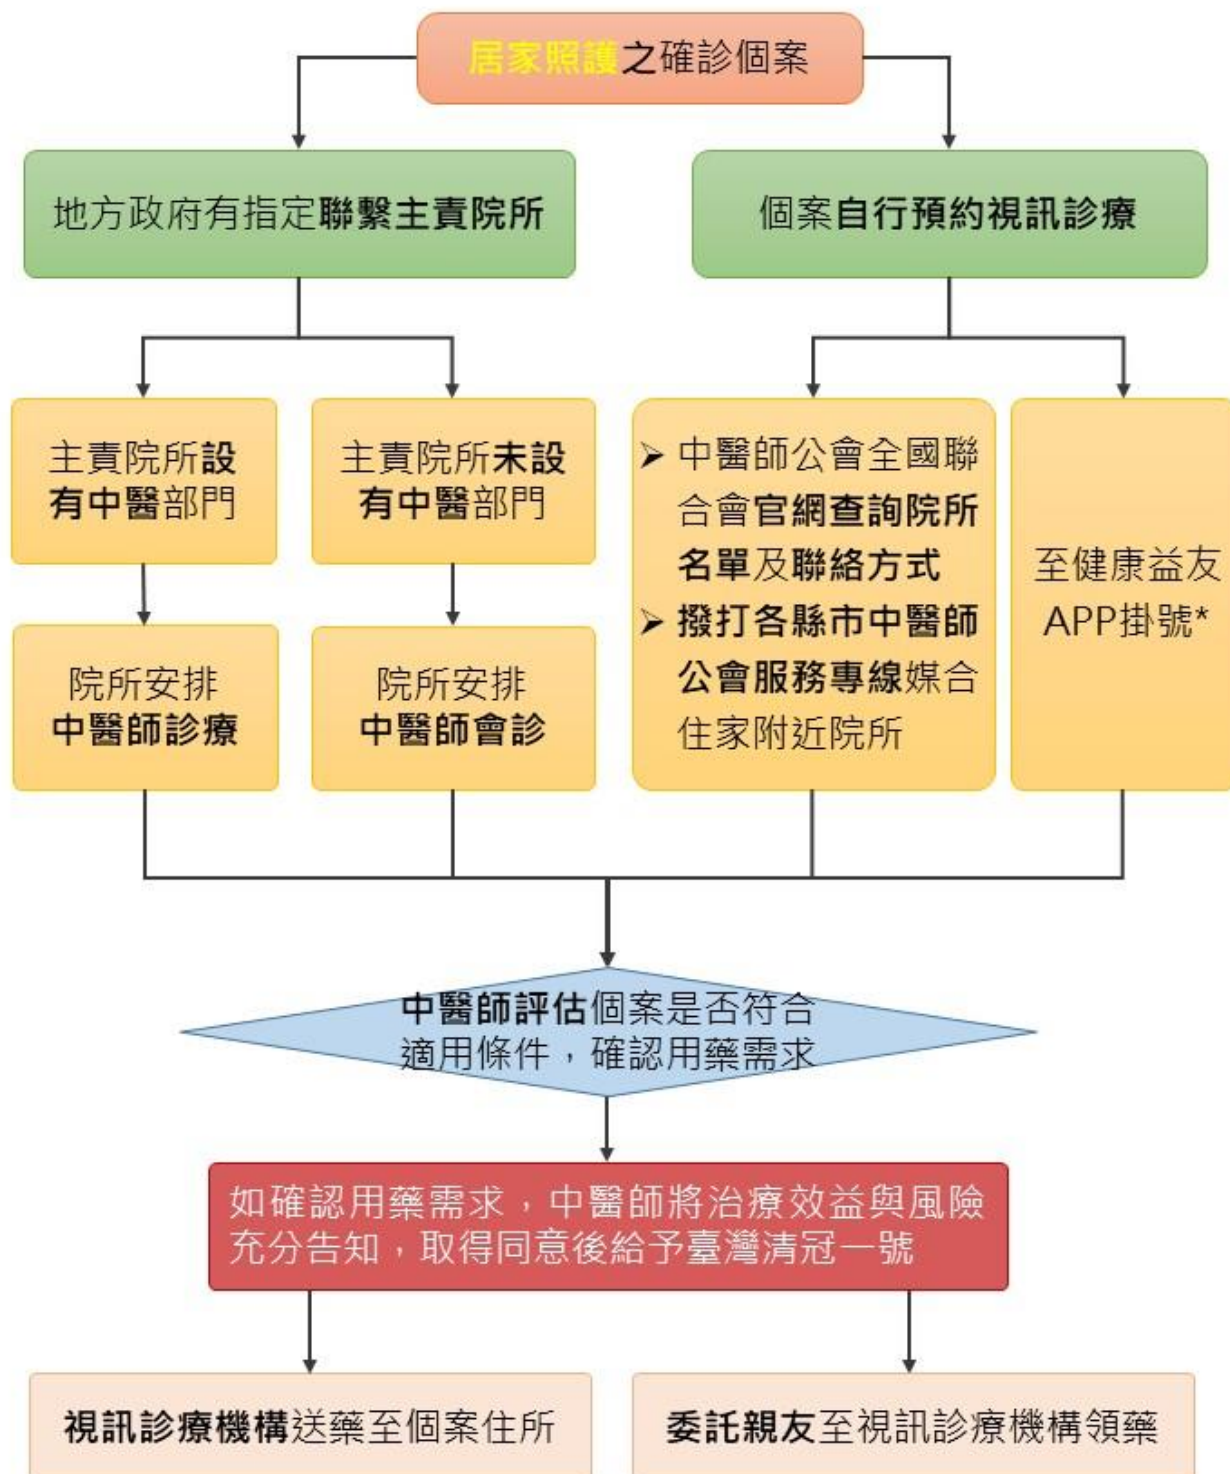 居家照護之確診個案
地方政府有指定聯繫主責院所
個案自行預約視訊診療
主責院所設
有中醫部門
主責院所未設
有中醫部門
➢ 中醫師公會全國聯
合會官網查詢院所
名單及聯絡方式
➢ 撥打各縣市中醫師
公會服務專線媒合
住家附近院所
至健康益友
APP掛號*
院所安排
中醫師診療
院所安排
中醫師會診
中醫師評估個案是否符合
適用條件，確認用藥需求
如確認用藥需求，中醫師將治療效益與風險
充分告知，取得同意後給予臺灣清冠一號
視訊診療機構送藥至個案住所
委託親友至視訊診療機構領藥